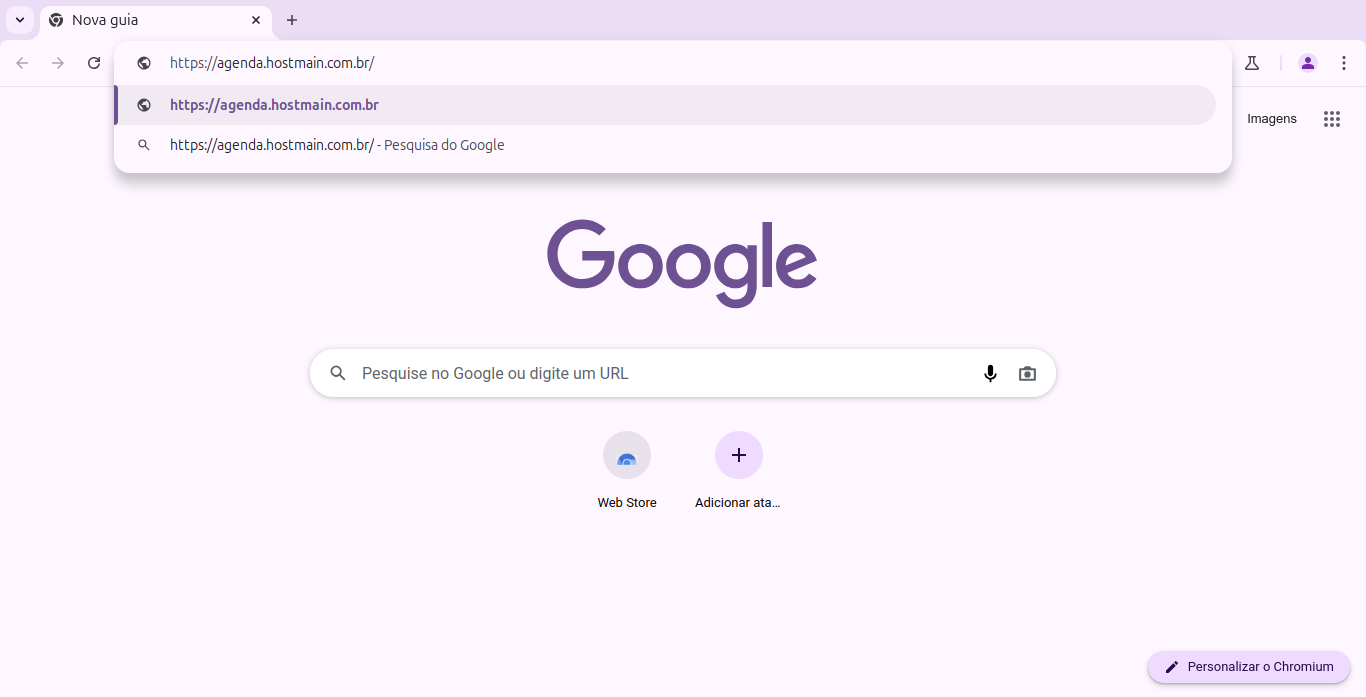 Nova guia
https://agenda.hostmain.com.br/
https://agenda.hostmain.com.br
https://agenda.hostmain.com.br/ - Pesquisa do Google
Imagens
Google
Pesquise no Google ou digite um URL
Web Store
Adicionar ata...
Personalizar o Chromium